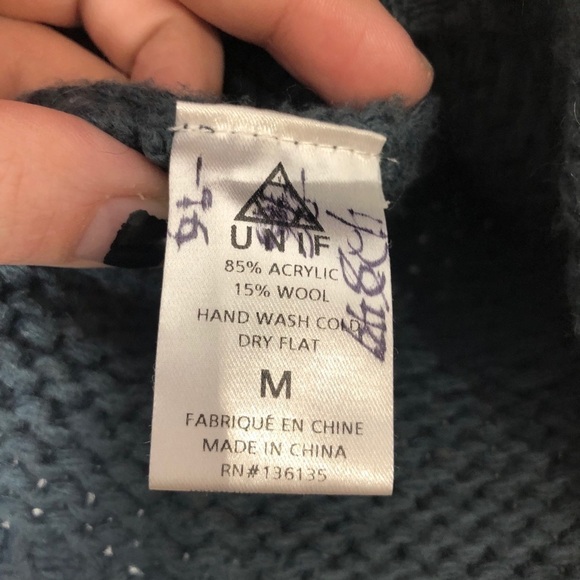 UNIF
85% ACRYLIC
15% WOOL
HAND WASH COLD
DRY FLAT
M
FABRIQUÉ EN CHINE
MADE IN CHINA
RN#136135